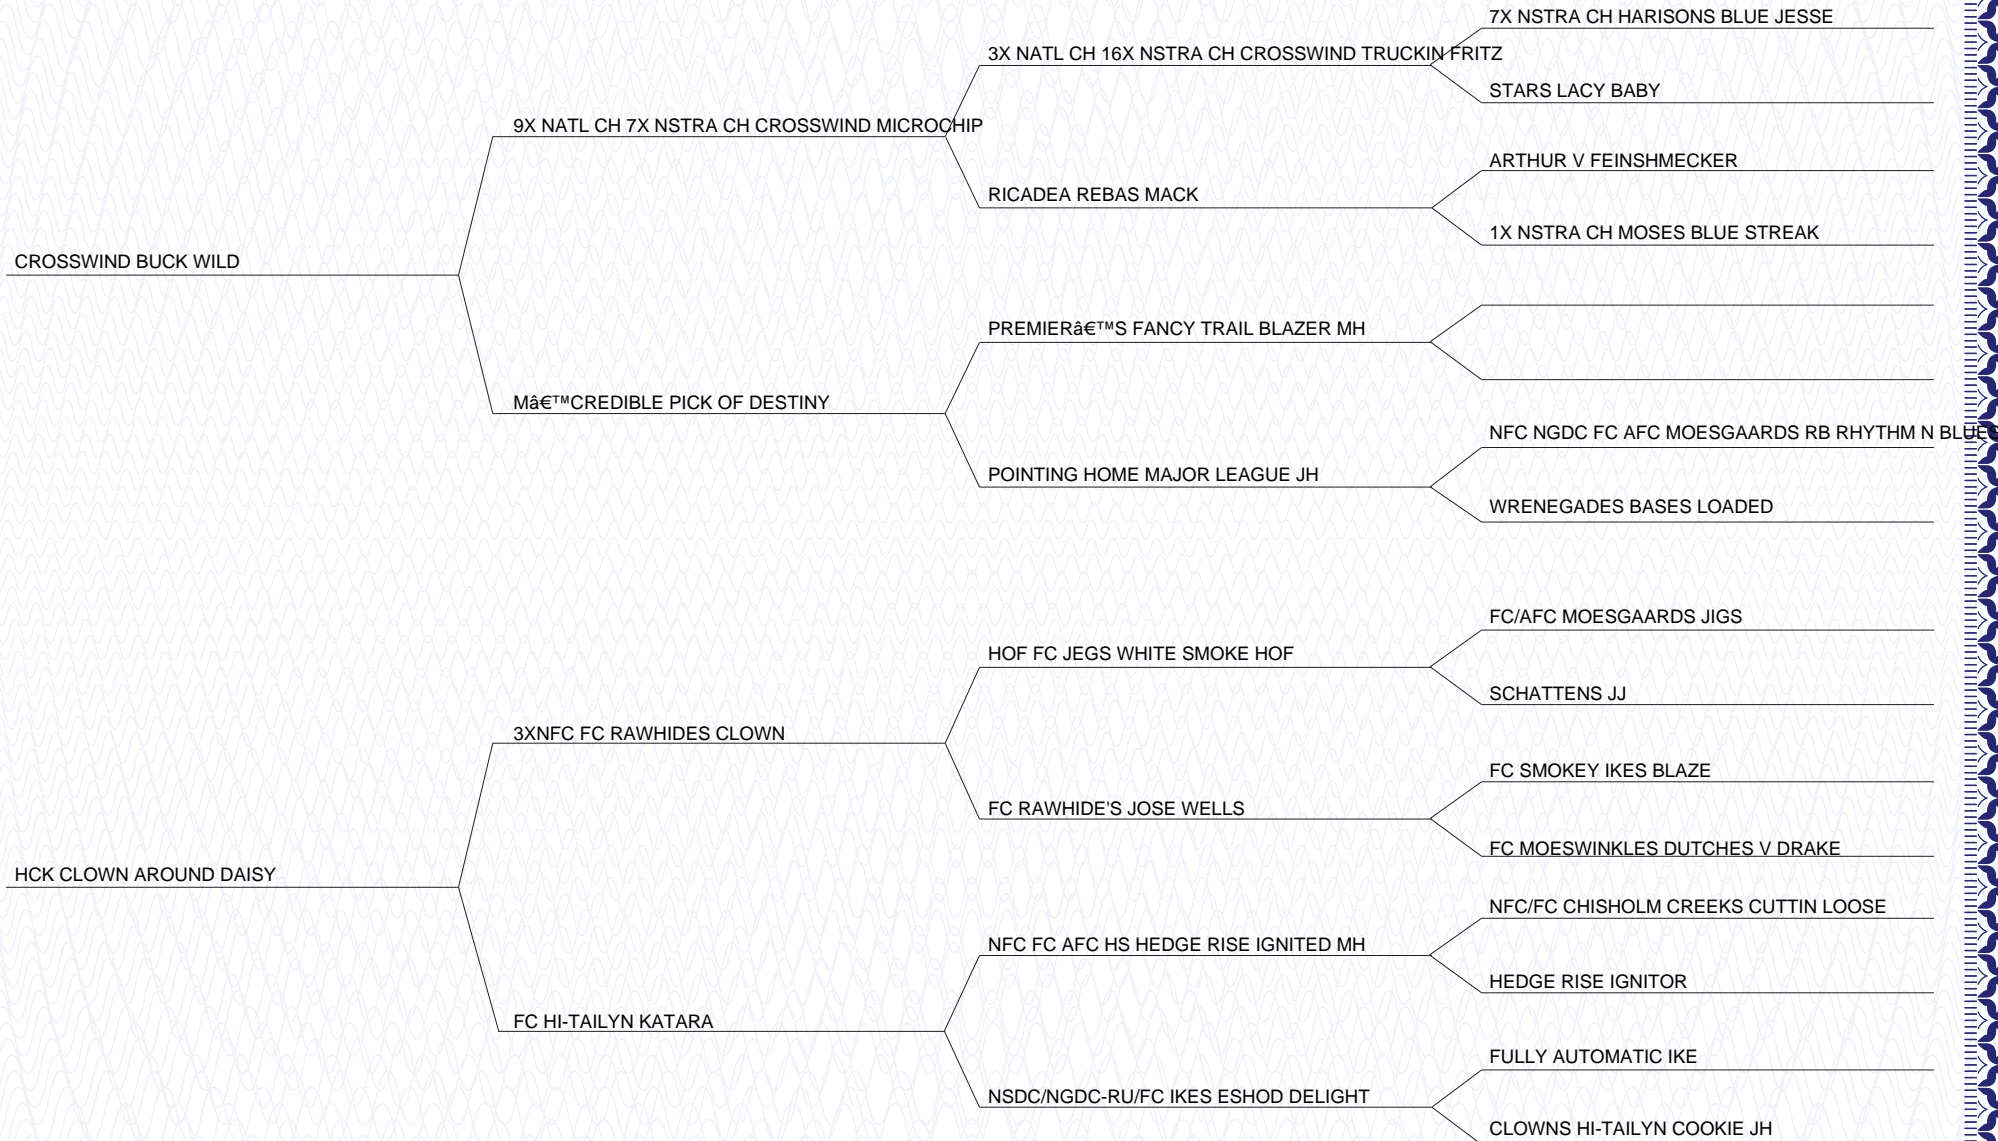 7X NSTRA CH HARISONS BLUE JESSE
3X NATL CH 16X NSTRA CH CROSSWIND TRUCKIN FRITZ
STARS LACY BABY
9X NATL CH 7X NSTRA CH CROSSWIND MICROCHIP
ARTHUR V FEINSHMECKER
RICADEA REBAS MACK
1X NSTRA CH MOSES BLUE STREAK
CROSSWIND BUCK WILD
PREMIER’S FANCY TRAIL BLAZER MH
M’CREDIBLE PICK OF DESTINY
NFC NGDC FC AFC MOESGAARDS RB RHYTHM N BLUES
POINTING HOME MAJOR LEAGUE JH
WRENEGADES BASES LOADED
FC/AFC MOESGAARDS JIGS
HOF FC JEGS WHITE SMOKE HOF
SCHATTENS JJ
3XNFC FC RAWHIDES CLOWN
FC SMOKEY IKES BLAZE
FC RAWHIDE'S JOSE WELLS
FC MOESWINKLES DUTCHES V DRAKE
HCK CLOWN AROUND DAISY
NFC/FC CHISHOLM CREEKS CUTTIN LOOSE
NFC FC AFC HS HEDGE RISE IGNITED MH
HEDGE RISE IGNITOR
FC HI-TAILYN KATARA
FULLY AUTOMATIC IKE
NSDC/NGDC-RU/FC IKES ESHOD DELIGHT
CLOWNS HI-TAILYN COOKIE JH